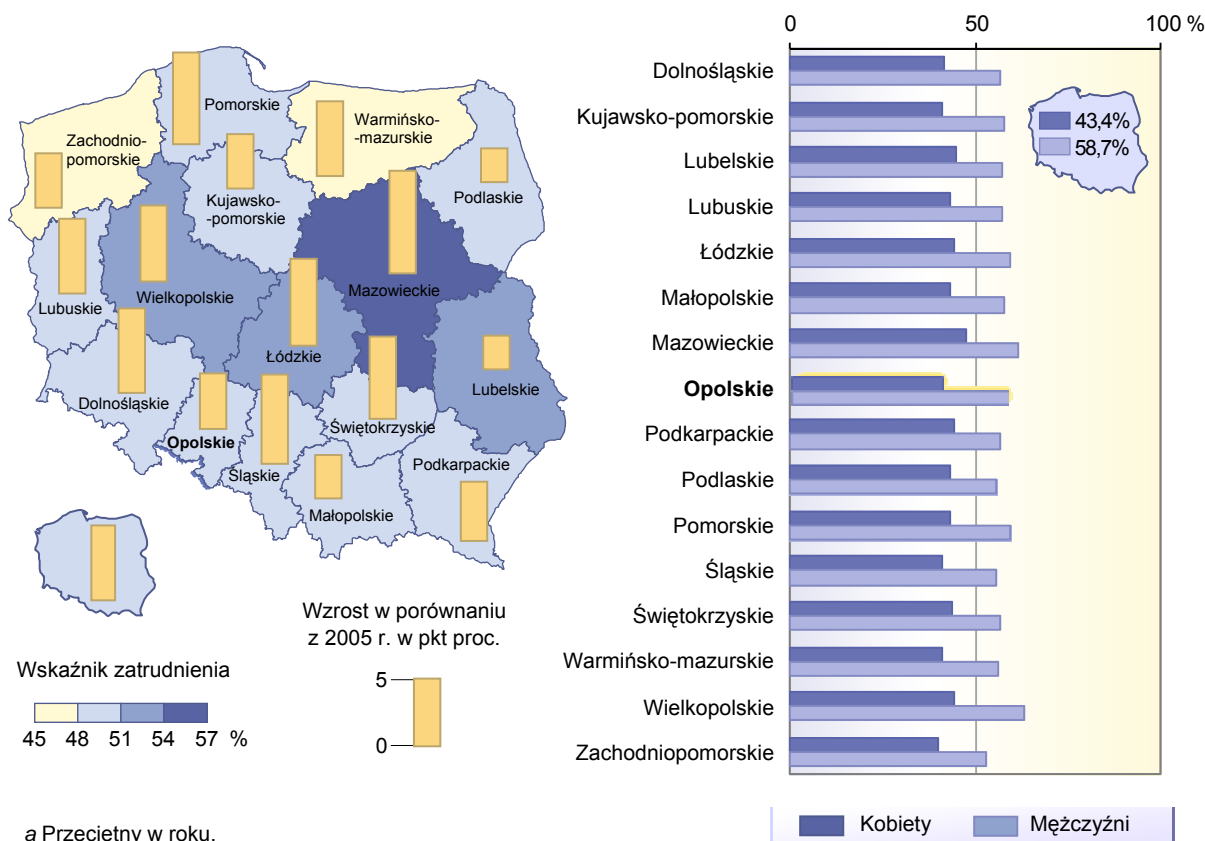 Pomorskie
Warmińsko-
mazurskie
Zachodnio-
pomorskie
Podlaskie
Kujawsko-
-pomorskie
Lubuskie
Wielkopolskie
Mazowieckie
Łódzkie
Lubelskie
Dolnośląskie
Opolskie
Świętokrzyskie
Śląskie
Podkarpackie
Małopolskie
Wzrost w porównaniu
z 2005 r. w pkt proc.
5
0
Wskaźnik zatrudnienia
45 48 51 54 57 %
a Przeciętny w roku.
0 50 100 %
Dolnośląskie
Kujawsko-pomorskie
Lubelskie
Lubuskie
Łódzkie
Małopolskie
Mazowieckie
Opolskie
Podkarpackie
Podlaskie
Pomorskie
Śląskie
Świętokrzyskie
Warmińsko-mazurskie
Wielkopolskie
Zachodniopomorskie
43,4%
58,7%
Kobiety Mężczyźni